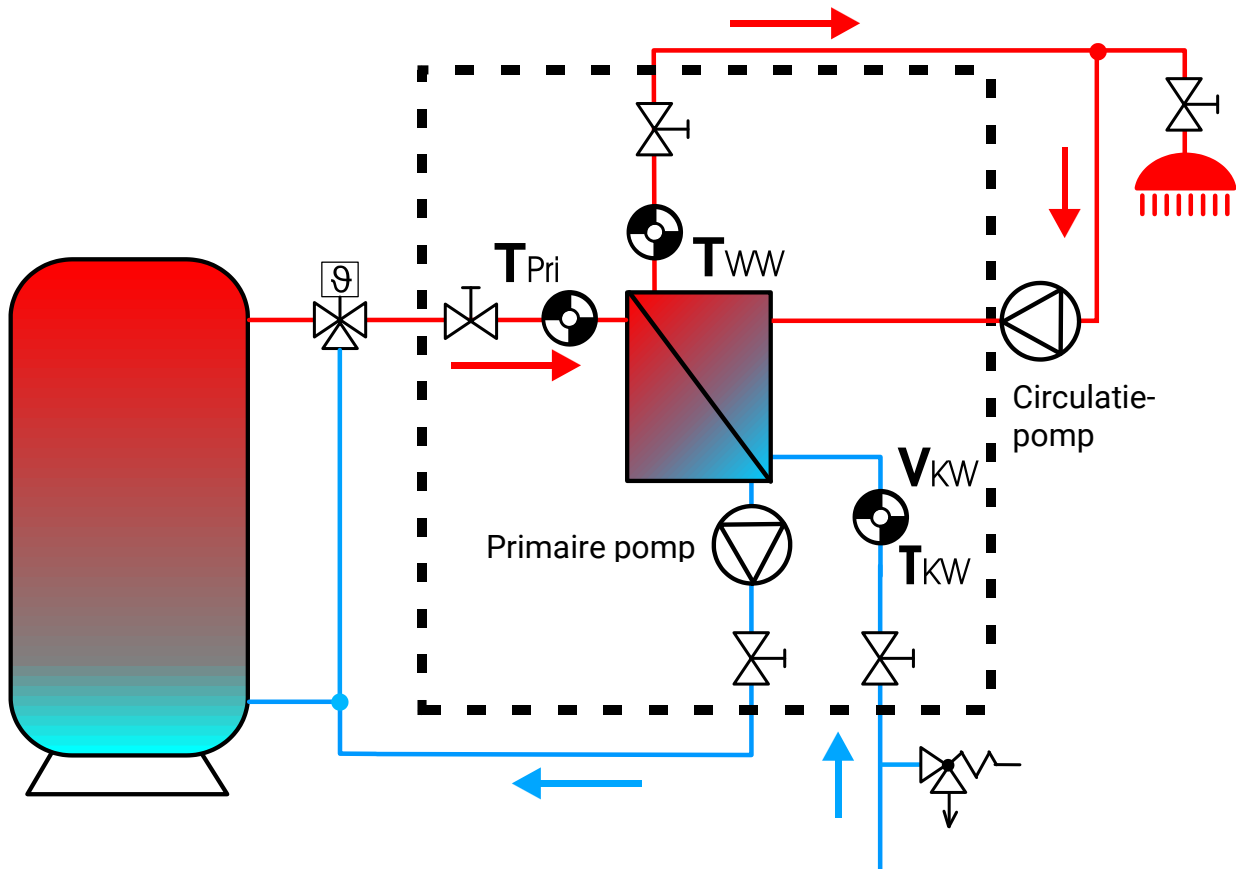 TWW
TPri
ϑ
Circulatie-
pomp
VKW
Primaire pomp
TKW